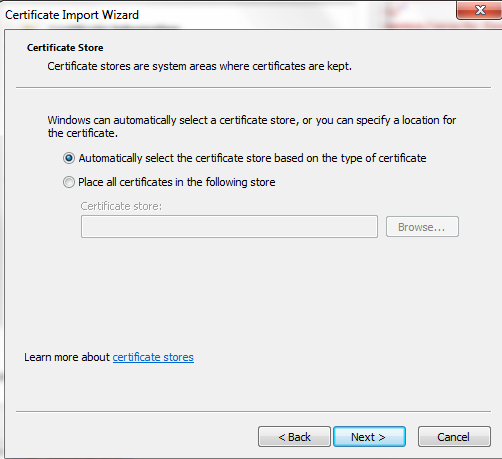 Certificate Import Wizard
Certificate Store
Certificate stores are system areas where certificates are kept.
Windows can automatically select a certificate store, or you can specify a location for
the certificate.
Automatically select the certificate store based on the type of certificate
Place all certificates in the following store
Certificate store:
Browse...
Learn more about certificate stores
< Back
Next >
Cancel